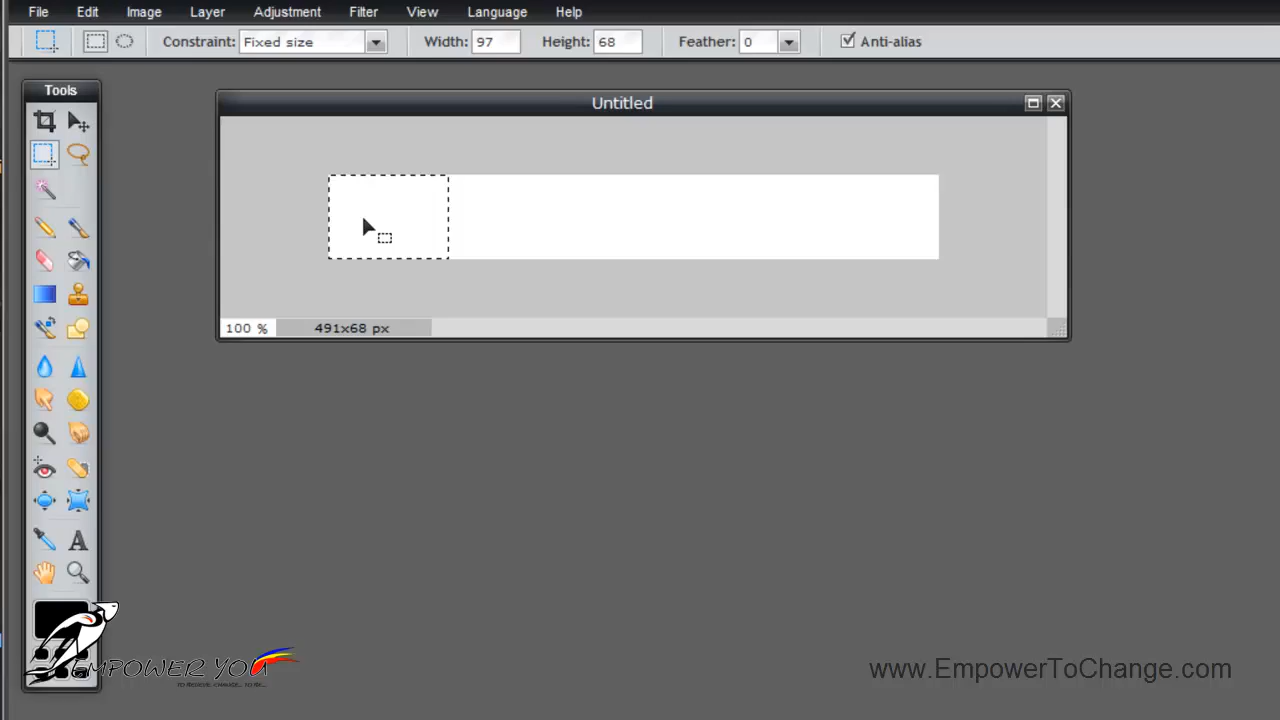 File Edit Image Layer Adjustment Filter View Language Help
Constraint: Fixed size Width: 97 Height: 68 Feather: 0 Anti-alias
Tools
Untitled
100 % 491x68 px
A
EMPOWER YOU
www.EmpowerToChange.com